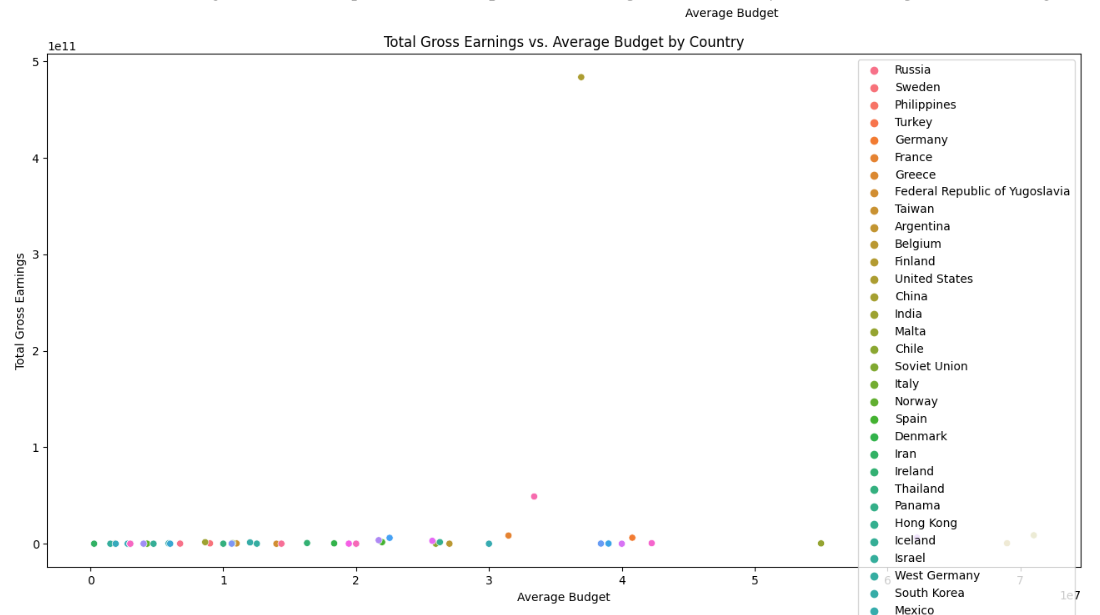 Average Budget
Total Gross Earnings vs. Average Budget by Country
1e11
5
4
3
2
1
0
Total Gross Earnings
0
1
2
3
4
5
6
7
1e7
Average Budget
Russia
Sweden
Philippines
Turkey
Germany
France
Greece
Federal Republic of Yugoslavia
Taiwan
Argentina
Belgium
Finland
United States
China
India
Malta
Chile
Soviet Union
Italy
Norway
Spain
Denmark
Iran
Ireland
Thailand
Panama
Hong Kong
Iceland
Israel
West Germany
South Korea
Mexico